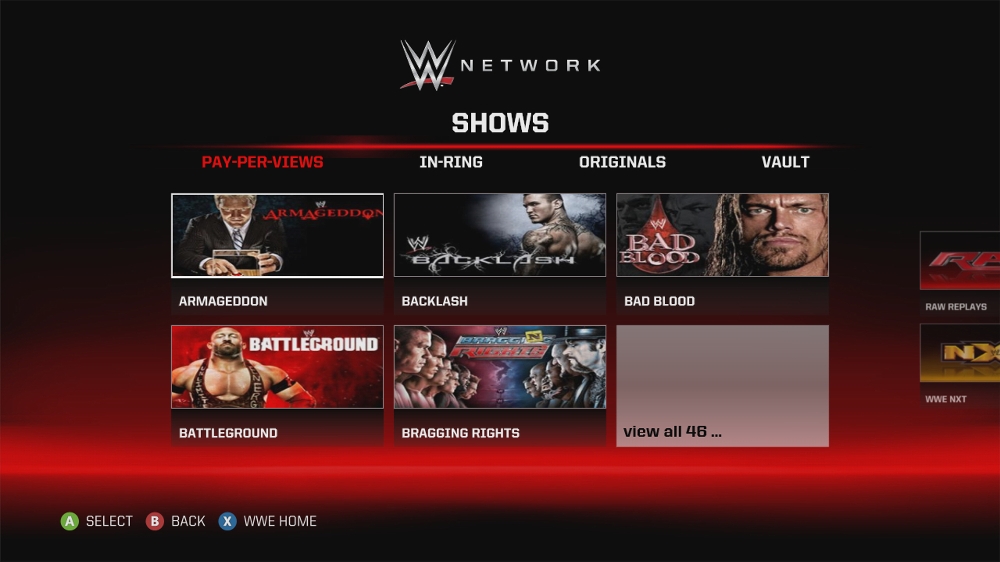 W NETWORK
SHOWS
PAY-PER-VIEWS IN-RING ORIGINALS VAULT
ARMAGEDDON
BACKLASH
BAD BLOOD
ARMAGEDDON BACKLASH BAD BLOOD
RAW REPLAYS
BATTLEGROUND
BRAGGING RIGHTS
NX
WWE NXT
BATTLEGROUND BRAGGING RIGHTS view all 46 ...
A SELECT B BACK X WWE HOME